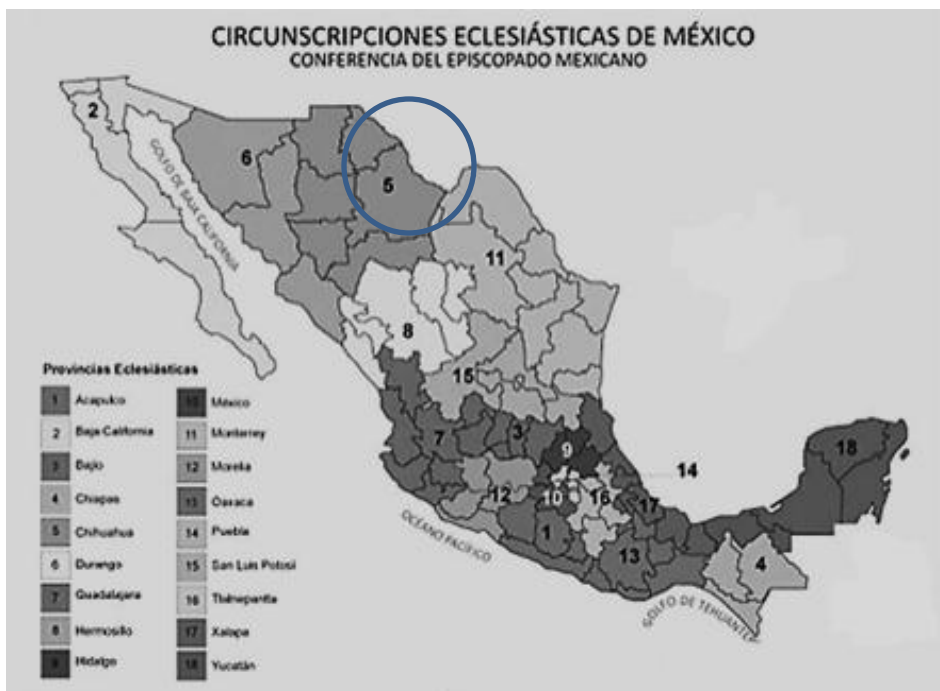 CIRCUNSCRIPCIONES ECLESIÁSTICAS DE MÉXICO
CONFERENCIA DEL EPISCOPADO MEXICANO
2
6
5
GOLFO DE BAJA CALIFORNIA
11
8
15
7
3
9
18
14
12
10
16
17
1
13
4
OCÉANO PACÍFICO
GOLFO DE TEHUANTEPEC
Provincias Eclesiásticas
1 Acapulco
2 Baja California
3 Bajío
4 Chiapas
5 Chihuahua
6 Durango
7 Guadalajara
8 Hermosillo
9 Hidalgo
10 México
11 Monterrey
12 Morelia
13 Oaxaca
14 Puebla
15 San Luis Potosí
16 Tlalnepantla
17 Xalapa
18 Yucatán